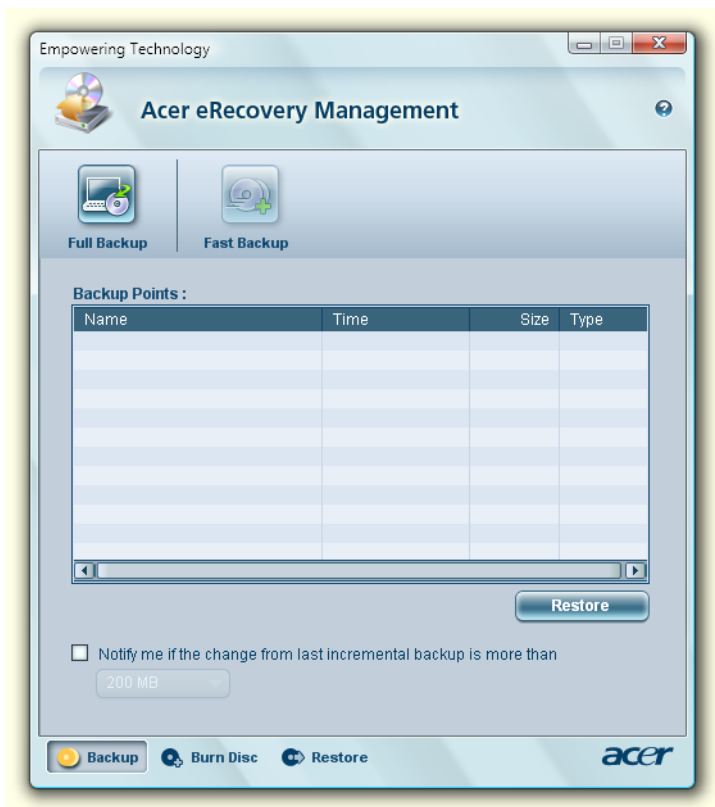 Empowering Technology
Acer eRecovery Management
Full Backup
Fast Backup
Backup Points :
Name Time Size Type
Restore
Notify me if the change from last incremental backup is more than
200 MB
Backup Burn Disc Restore acer